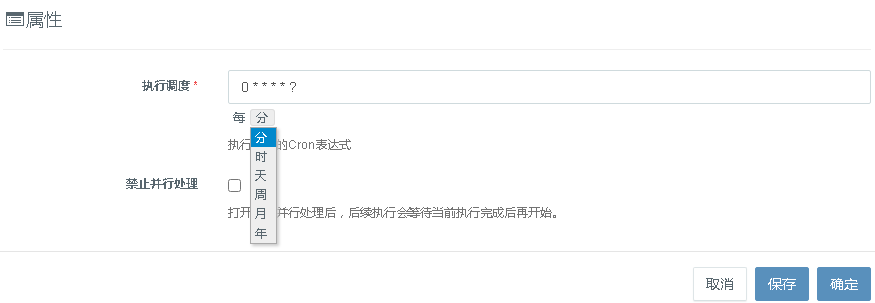 属性
执行调度 *
0 * * * * ?
每 分
分
执行 的Cron表达式
时
天
禁止并行处理
周
打开 并行处理后，后续执行会等待当前执行完成后再开始。
月
年
取消 保存 确定